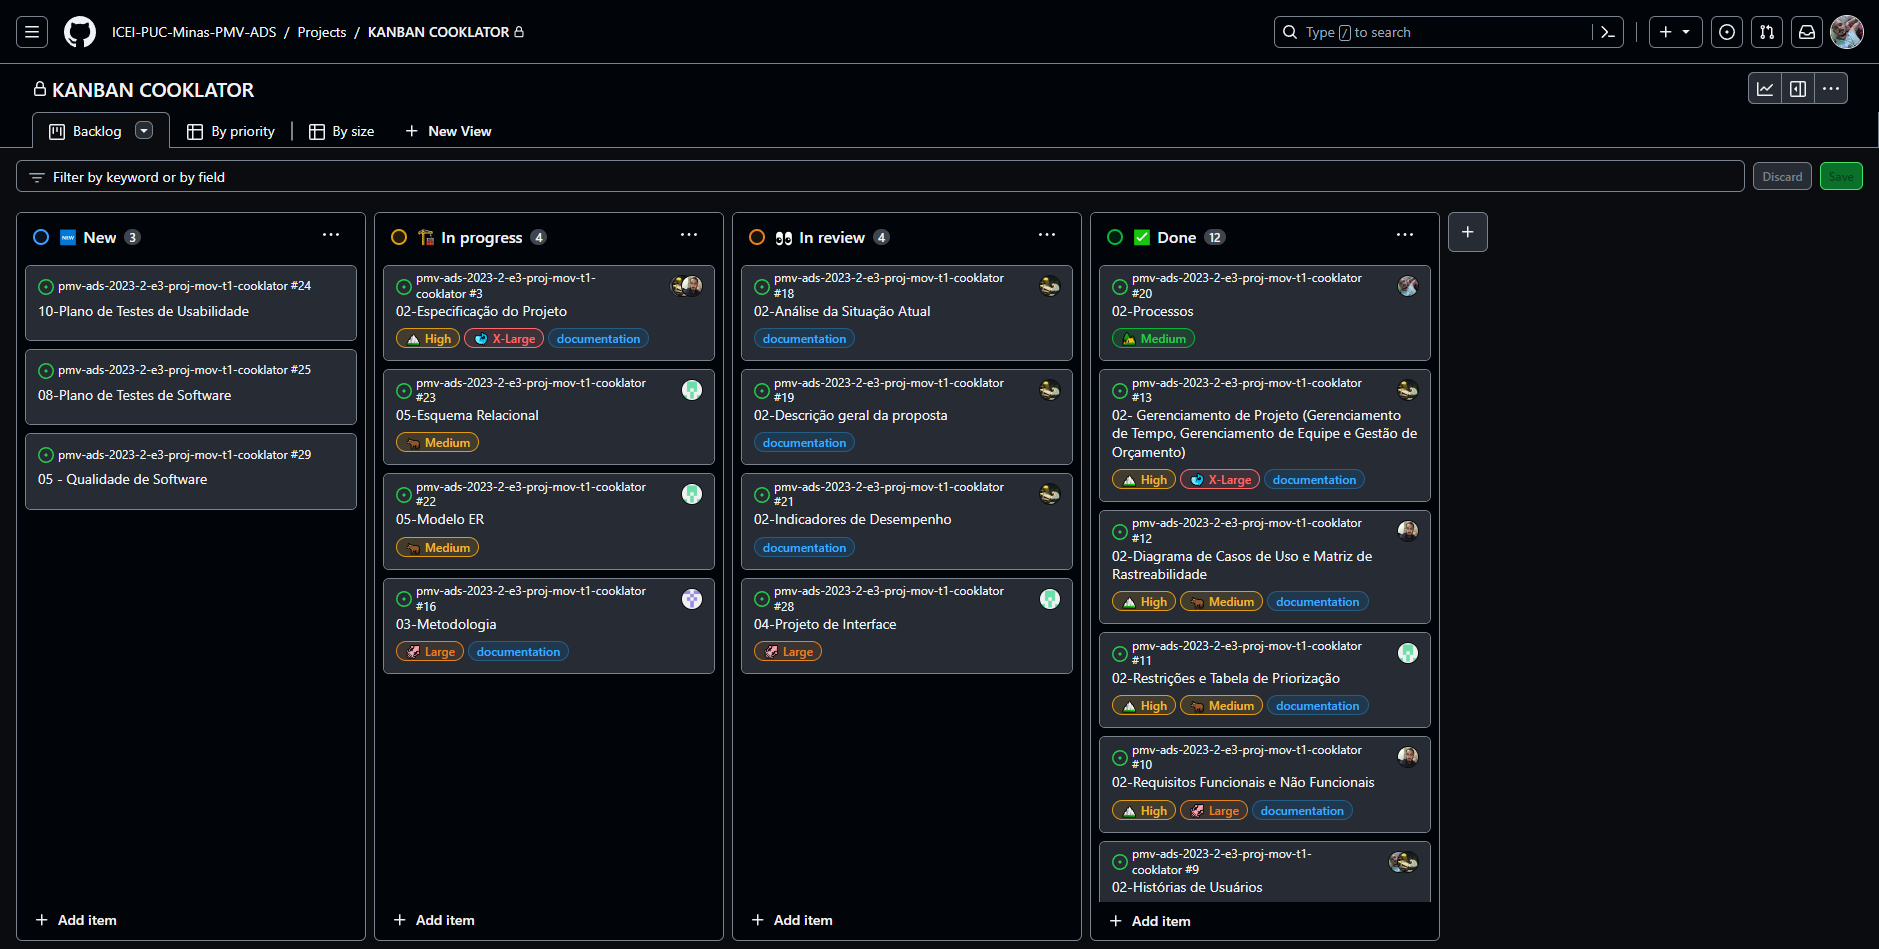 ICEI-PUC-Minas-PMV-ADS / Projects / KANBAN COOKLATOR
Type / to search
KANBAN COOKLATOR
Backlog
By priority
By size
New View
Filter by keyword or by field
Discard
Save
NEW New 3
pmv-ads-2023-2-e3-proj-mov-t1-cooklator #24
10-Plano de Testes de Usabilidade
pmv-ads-2023-2-e3-proj-mov-t1-cooklator #25
08-Plano de Testes de Software
pmv-ads-2023-2-e3-proj-mov-t1-cooklator #29
05 - Qualidade de Software
Add item
In progress 4
pmv-ads-2023-2-e3-proj-mov-t1-
cooklator #3
02-Especificação do Projeto
High X-Large documentation
pmv-ads-2023-2-e3-proj-mov-t1-cooklator
#23
05-Esquema Relacional
Medium
pmv-ads-2023-2-e3-proj-mov-t1-cooklator
#22
05-Modelo ER
Medium
pmv-ads-2023-2-e3-proj-mov-t1-cooklator
#16
03-Metodologia
Large documentation
Add item
In review 4
pmv-ads-2023-2-e3-proj-mov-t1-cooklator
#18
02-Análise da Situação Atual
documentation
pmv-ads-2023-2-e3-proj-mov-t1-cooklator
#19
02-Descrição geral da proposta
documentation
pmv-ads-2023-2-e3-proj-mov-t1-cooklator
#21
02-Indicadores de Desempenho
documentation
pmv-ads-2023-2-e3-proj-mov-t1-cooklator
#28
04-Projeto de Interface
Large
Add item
Done 12
pmv-ads-2023-2-e3-proj-mov-t1-cooklator
#20
02-Processos
Medium
pmv-ads-2023-2-e3-proj-mov-t1-cooklator
#13
02- Gerenciamento de Projeto (Gerenciamento
de Tempo, Gerenciamento de Equipe e Gestão de
Orçamento)
High X-Large documentation
pmv-ads-2023-2-e3-proj-mov-t1-cooklator
#12
02-Diagrama de Casos de Uso e Matriz de
Rastreabilidade
High Medium documentation
pmv-ads-2023-2-e3-proj-mov-t1-cooklator
#11
02-Restrições e Tabela de Priorização
High Medium documentation
pmv-ads-2023-2-e3-proj-mov-t1-cooklator
#10
02-Requisitos Funcionais e Não Funcionais
High Large documentation
pmv-ads-2023-2-e3-proj-mov-t1-
cooklator #9
02-Histórias de Usuários
Add item